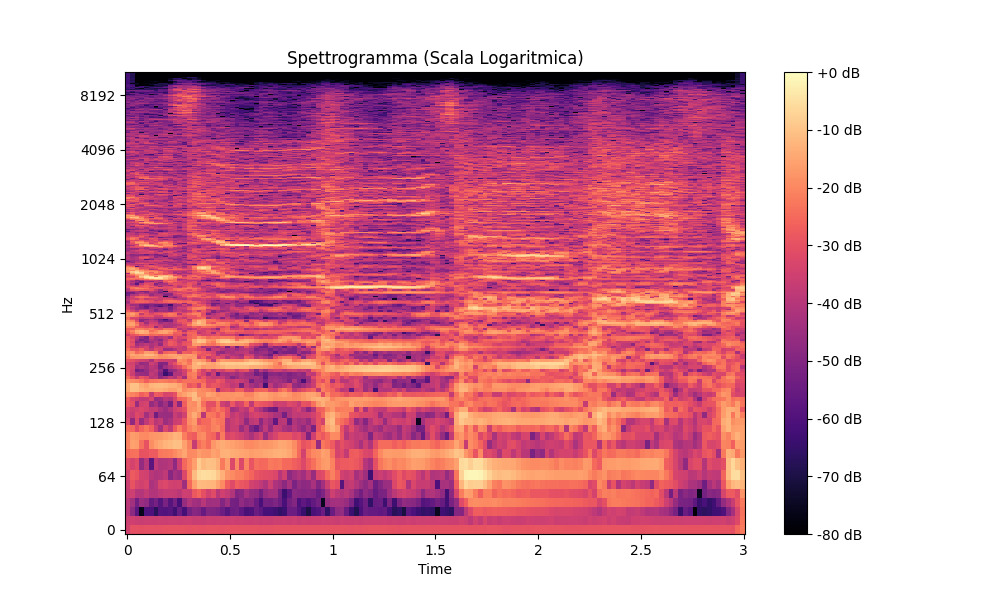 Spettrogramma (Scala Logaritmica)
Hz
8192
4096
2048
1024
512
256
128
64
0
0
0.5
1
1.5
2
2.5
3
Time
+0 dB
-10 dB
-20 dB
-30 dB
-40 dB
-50 dB
-60 dB
-70 dB
-80 dB